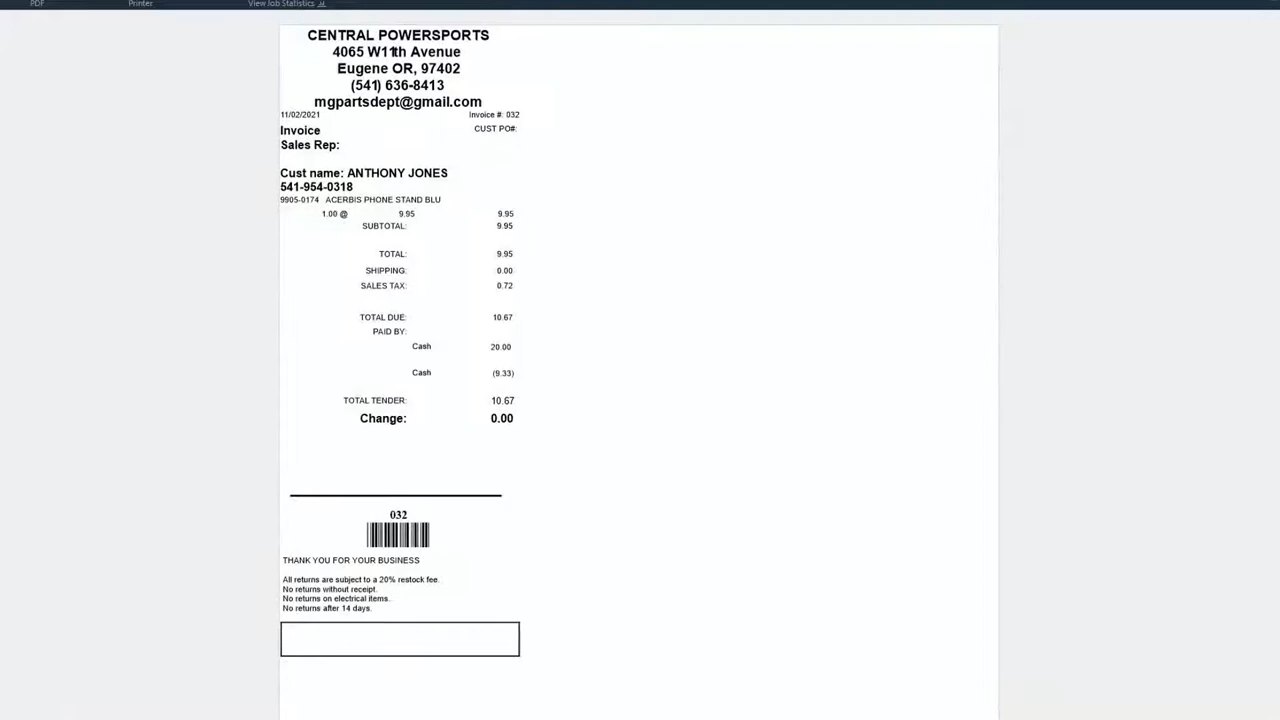 PDF Printer View Job Statistics
CENTRAL POWERSPORTS
4065 W11th Avenue
Eugene OR, 97402
(541) 636-8413
mgpartsdept@gmail.com
11/02/2021 Invoice #: 032
Invoice CUST PO#:
Sales Rep:
Cust name: ANTHONY JONES
541-954-0318
9905-0174 ACERBIS PHONE STAND BLU
1.00 @ 9.95 9.95
SUBTOTAL: 9.95
TOTAL: 9.95
SHIPPING: 0.00
SALES TAX: 0.72
TOTAL DUE: 10.67
PAID BY:
Cash 20.00
Cash (9.33)
TOTAL TENDER: 10.67
Change: 0.00
032
THANK YOU FOR YOUR BUSINESS
All returns are subject to a 20% restock fee.
No returns without receipt.
No returns on electrical items.
No returns after 14 days.